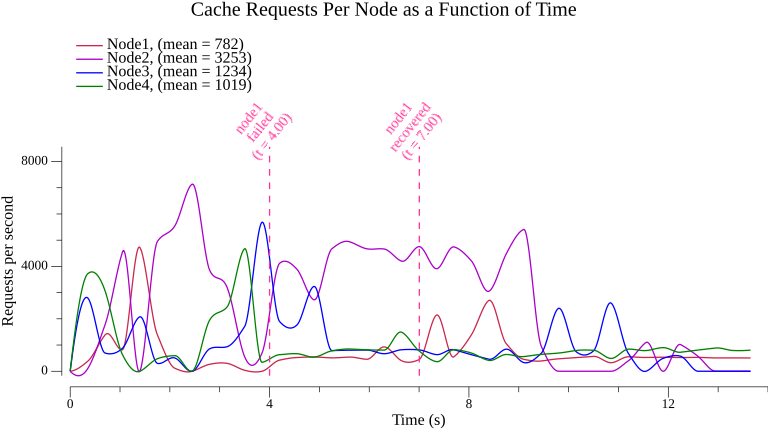 Cache Requests Per Node as a Function of Time
Node1, (mean = 782)
Node2, (mean = 3253)
Node3, (mean = 1234)
Node4, (mean = 1019)
node1
failed
(t = 4.00)
node1
recovered
(t = 7.00)
Requests per second
8000
4000
0
0
4
8
12
Time (s)